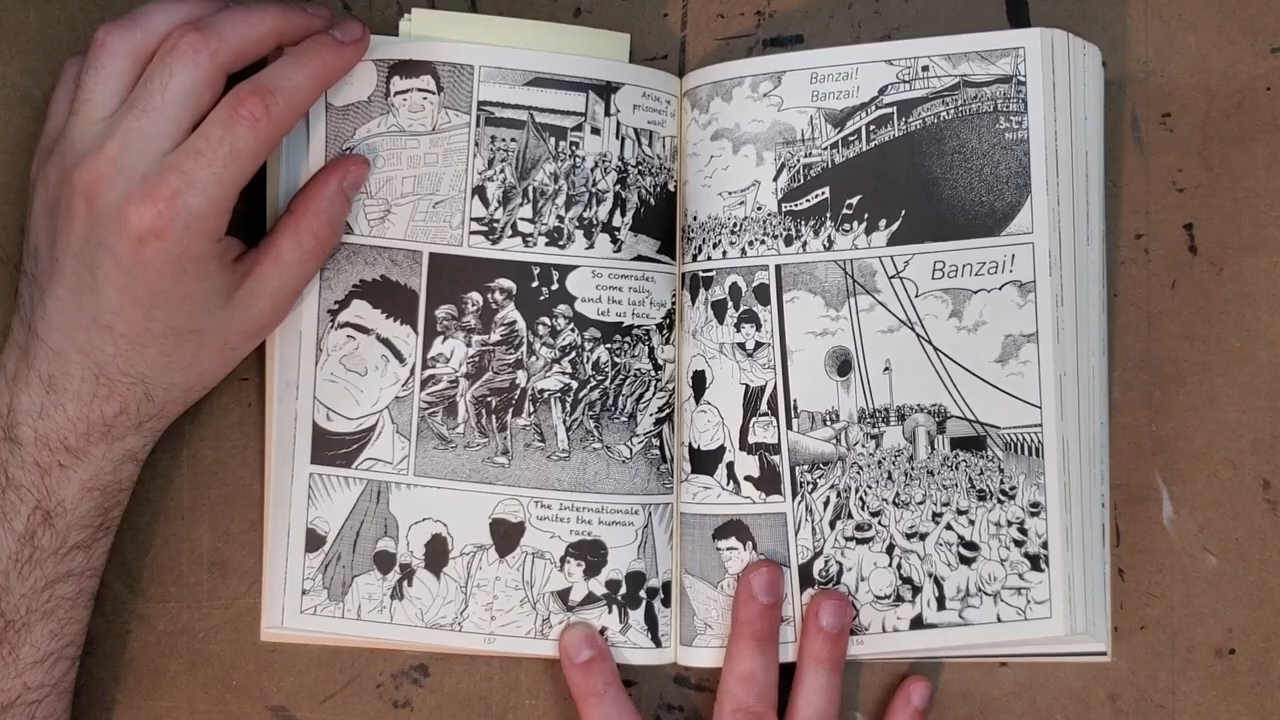 Banzai!
Banzai!
Banzai!
156
Arise, ye
prisoners of
want!
So comrades,
come rally,
and the last fight
let us face...
The Internationale
unites the human
race...
157